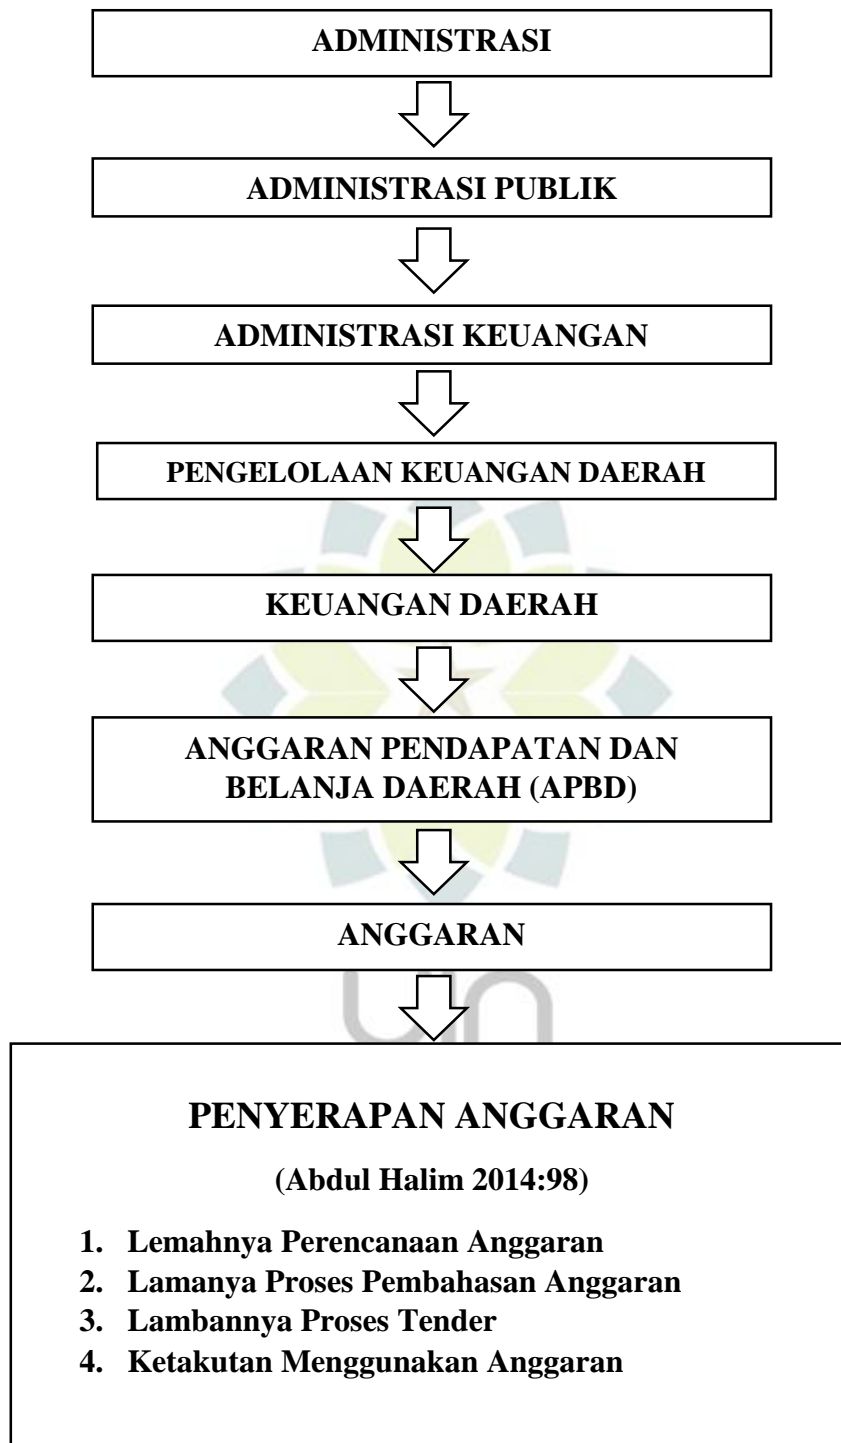 ADMINISTRASI
ADMINISTRASI PUBLIK
ADMINISTRASI KEUANGAN
PENGELOLAAN KEUANGAN DAERAH
KEUANGAN DAERAH
ANGGARAN PENDAPATAN DAN
BELANJA DAERAH (APBD)
ANGGARAN
uin
PENYERAPAN ANGGARAN
(Abdul Halim 2014:98)
1. Lemahnya Perencanaan Anggaran
2. Lamanya Proses Pembahasan Anggaran
3. Lambannya Proses Tender
4. Ketakutan Menggunakan Anggaran